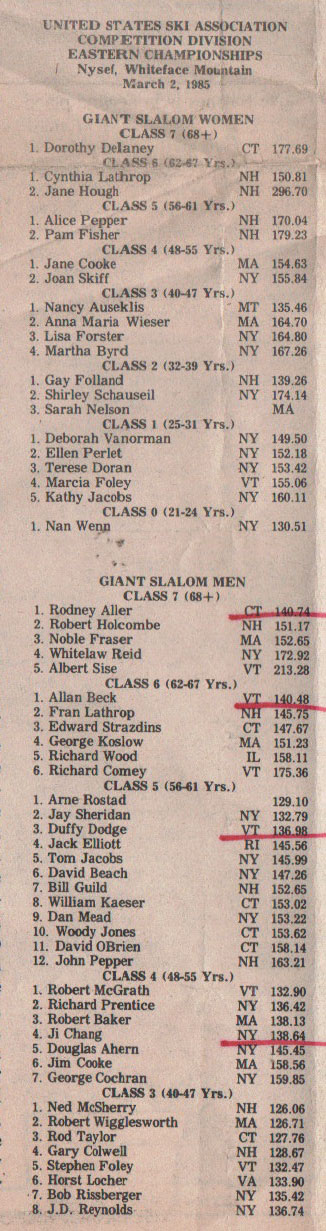 UNITED STATES SKI ASSOCIATION
COMPETITION DIVISION
EASTERN CHAMPIONSHIPS
Nysef, Whiteface Mountain
March 2, 1985
GIANT SLALOM WOMEN
CLASS 7 (68+)
1. Dorothy Delaney CT 177.69
CLASS 6 (62-67 Yrs.)
1. Cynthia Lathrop NH 150.81
2. Jane Hough NH 296.70
CLASS 5 (56-61 Yrs.)
1. Alice Pepper NH 170.04
2. Pam Fisher NH 179.23
CLASS 4 (48-55 Yrs.)
1. Jane Cooke MA 154.63
2. Joan Skiff NY 155.84
CLASS 3 (40-47 Yrs.)
1. Nancy Auseklis MT 135.46
2. Anna Maria Wieser MA 164.70
3. Lisa Forster NY 164.80
4. Martha Byrd NY 167.26
CLASS 2 (32-39 Yrs.)
1. Gay Folland NH 139.26
2. Shirley Schauseil NY 174.14
3. Sarah Nelson MA
CLASS 1 (25-31 Yrs.)
1. Deborah Vanorman NY 149.50
2. Ellen Perlet NY 152.18
3. Terese Doran NY 153.42
4. Marcia Foley VT 155.06
5. Kathy Jacobs NY 160.11
CLASS 0 (21-24 Yrs.)
1. Nan Wenn NY 130.51
GIANT SLALOM MEN
CLASS 7 (68+)
1. Rodney Aller CT 140.74
2. Robert Holcombe NH 151.17
3. Noble Fraser MA 152.65
4. Whitelaw Reid NY 172.92
5. Albert Sise VT 213.28
CLASS 6 (62-67 Yrs.)
1. Allan Beck VT 140.48
2. Fran Lathrop NH 145.75
3. Edward Strazdins CT 147.67
4. George Koslow MA 151.23
5. Richard Wood IL 158.11
6. Richard Comey VT 175.36
CLASS 5 (56-61 Yrs.)
1. Arne Rostad 129.10
2. Jay Sheridan NY 132.79
3. Duffy Dodge VT 136.98
4. Jack Elliott RI 145.56
5. Tom Jacobs NY 145.99
6. David Beach NY 147.26
7. Bill Guild NH 152.65
8. William Kaeser CT 153.02
9. Dan Mead NY 153.22
10. Woody Jones CT 153.62
11. David OBrien CT 158.14
12. John Pepper NH 163.21
CLASS 4 (48-55 Yrs.)
1. Robert McGrath VT 132.90
2. Richard Prentice NY 136.42
3. Robert Baker MA 138.13
4. Ji Chang NY 138.64
5. Douglas Ahern NY 145.45
6. Jim Cooke MA 158.56
7. George Cochran NY 159.85
CLASS 3 (40-47 Yrs.)
1. Ned McSherry NH 126.06
2. Robert Wigglesworth MA 126.71
3. Rod Taylor CT 127.76
4. Gary Colwell NH 128.67
5. Stephen Foley VT 132.47
6. Horst Locher VA 133.90
7. Bob Rissberger NY 135.42
8. J.D. Reynolds NY 136.74